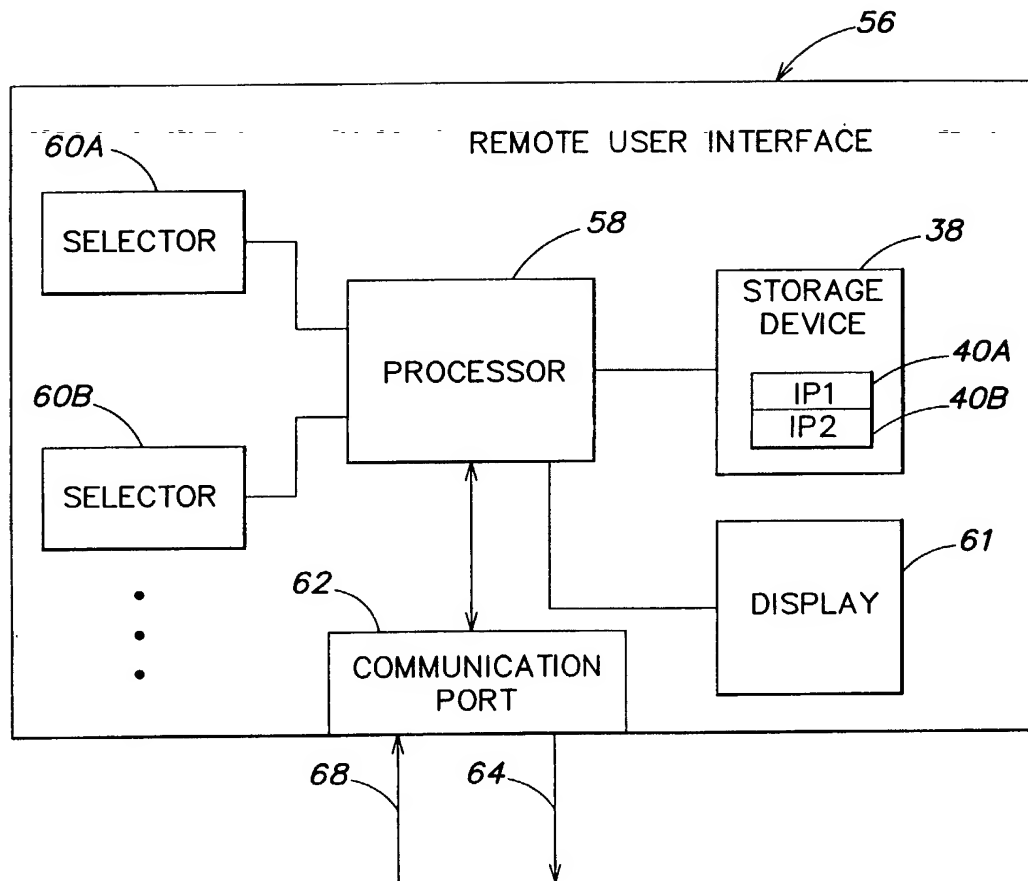 56
REMOTE USER INTERFACE
60A
SELECTOR
58
PROCESSOR
38
STORAGE
DEVICE
40A
IP1
40B
IP2
60B
SELECTOR
61
DISPLAY
62
COMMUNICATION
PORT
68
64